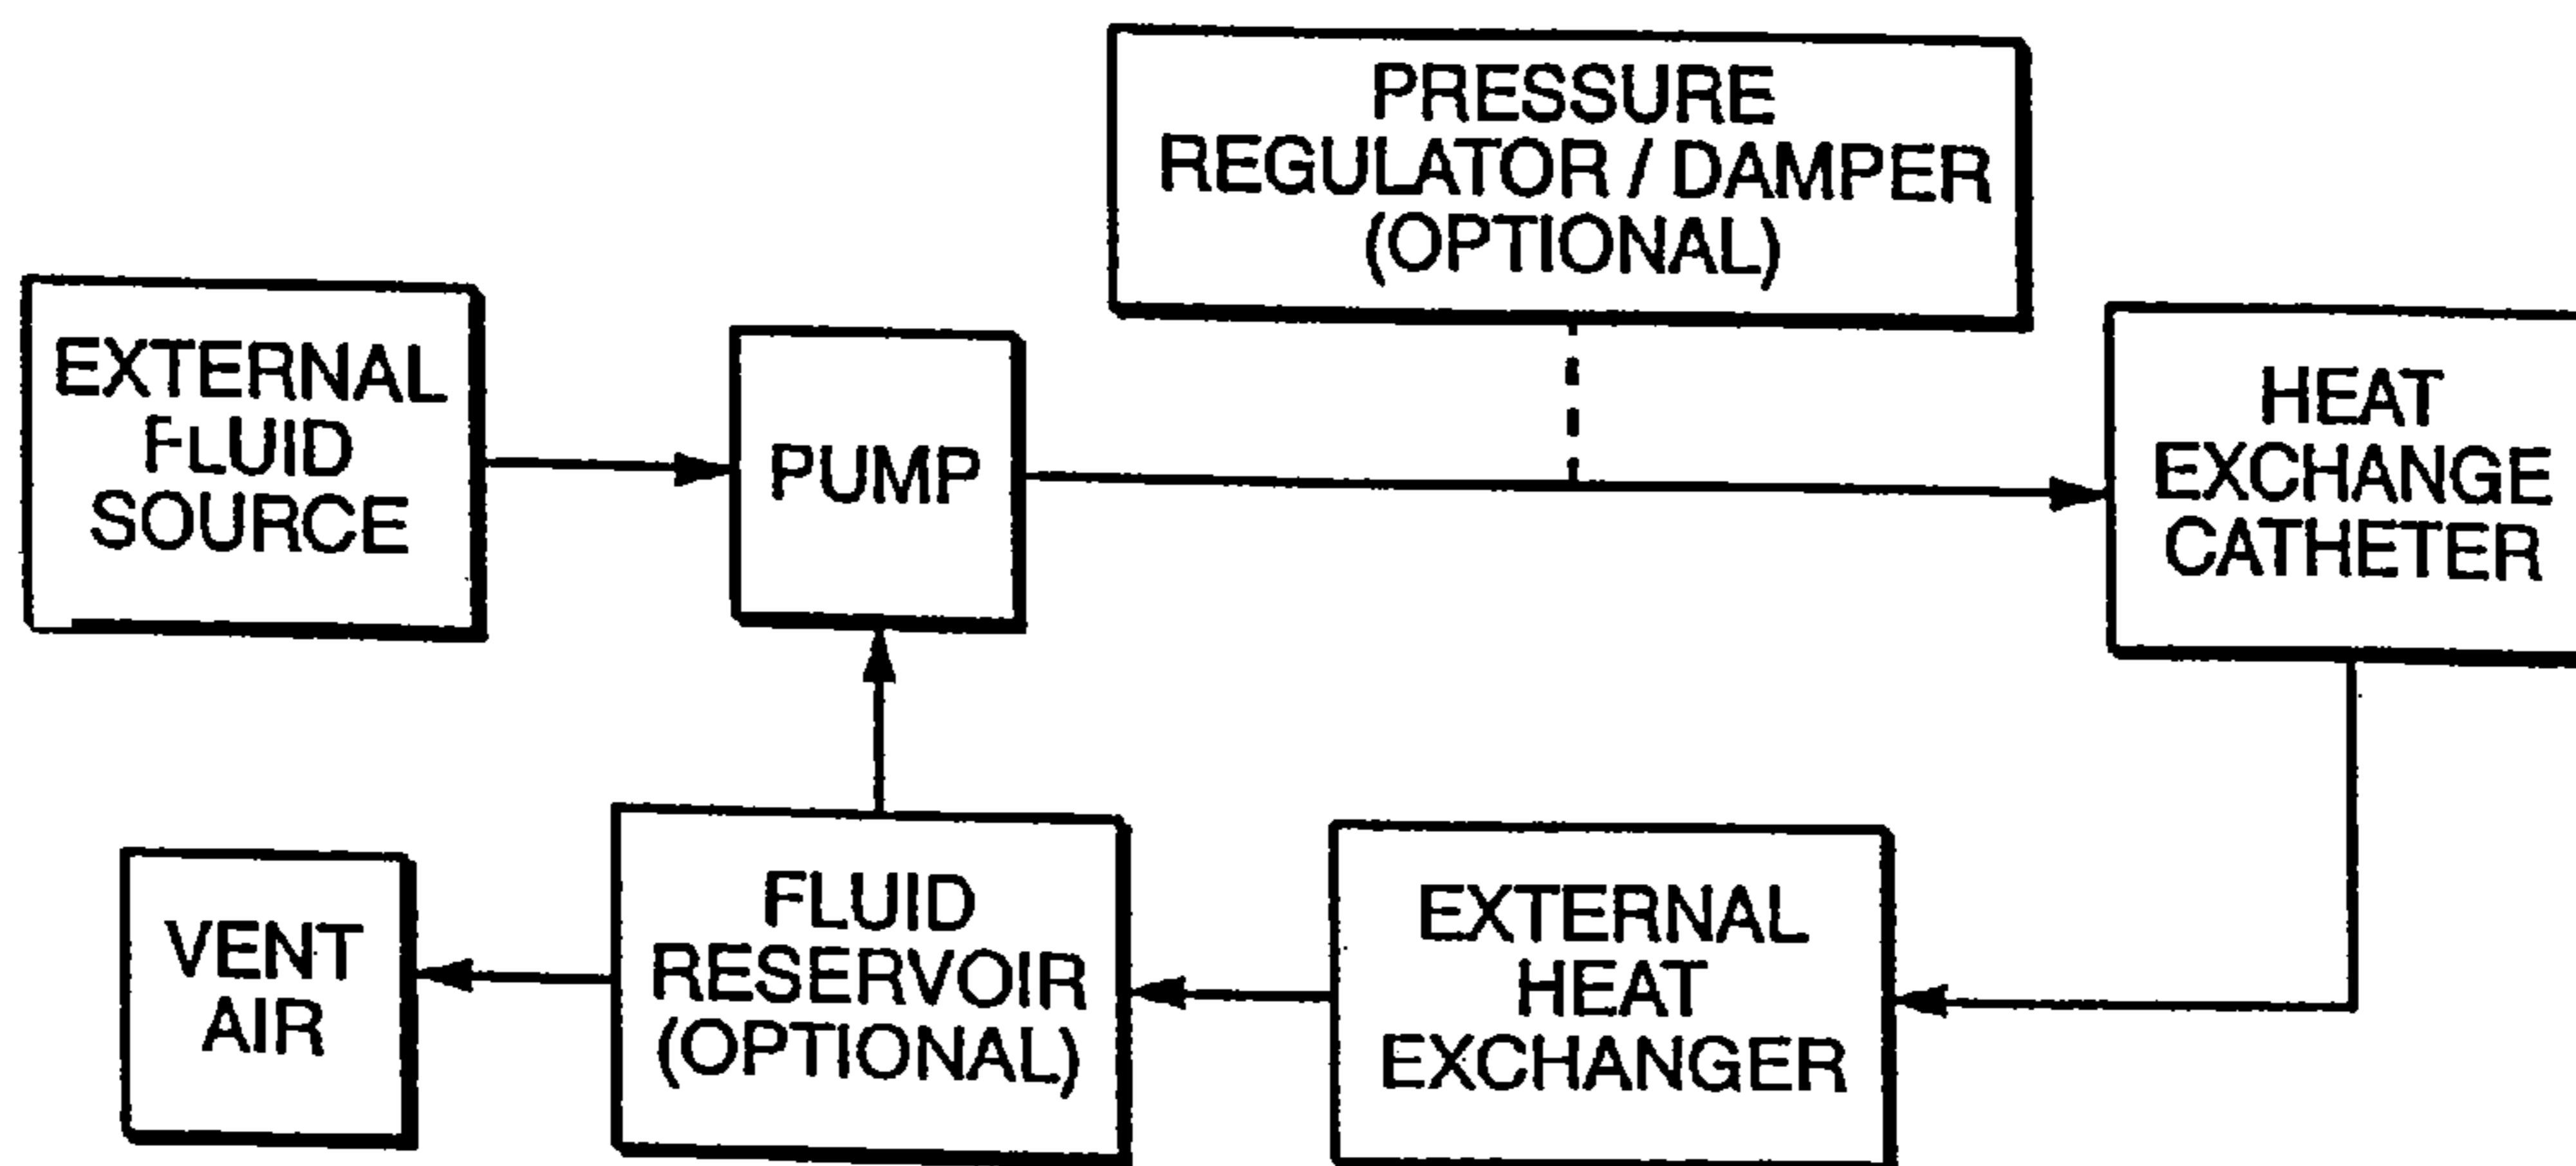 PRESSURE
REGULATOR / DAMPER
(OPTIONAL)
EXTERNAL
FLUID
SOURCE
PUMP
HEAT
EXCHANGE
CATHETER
VENT
AIR
FLUID
RESERVOIR
(OPTIONAL)
EXTERNAL
HEAT
EXCHANGER